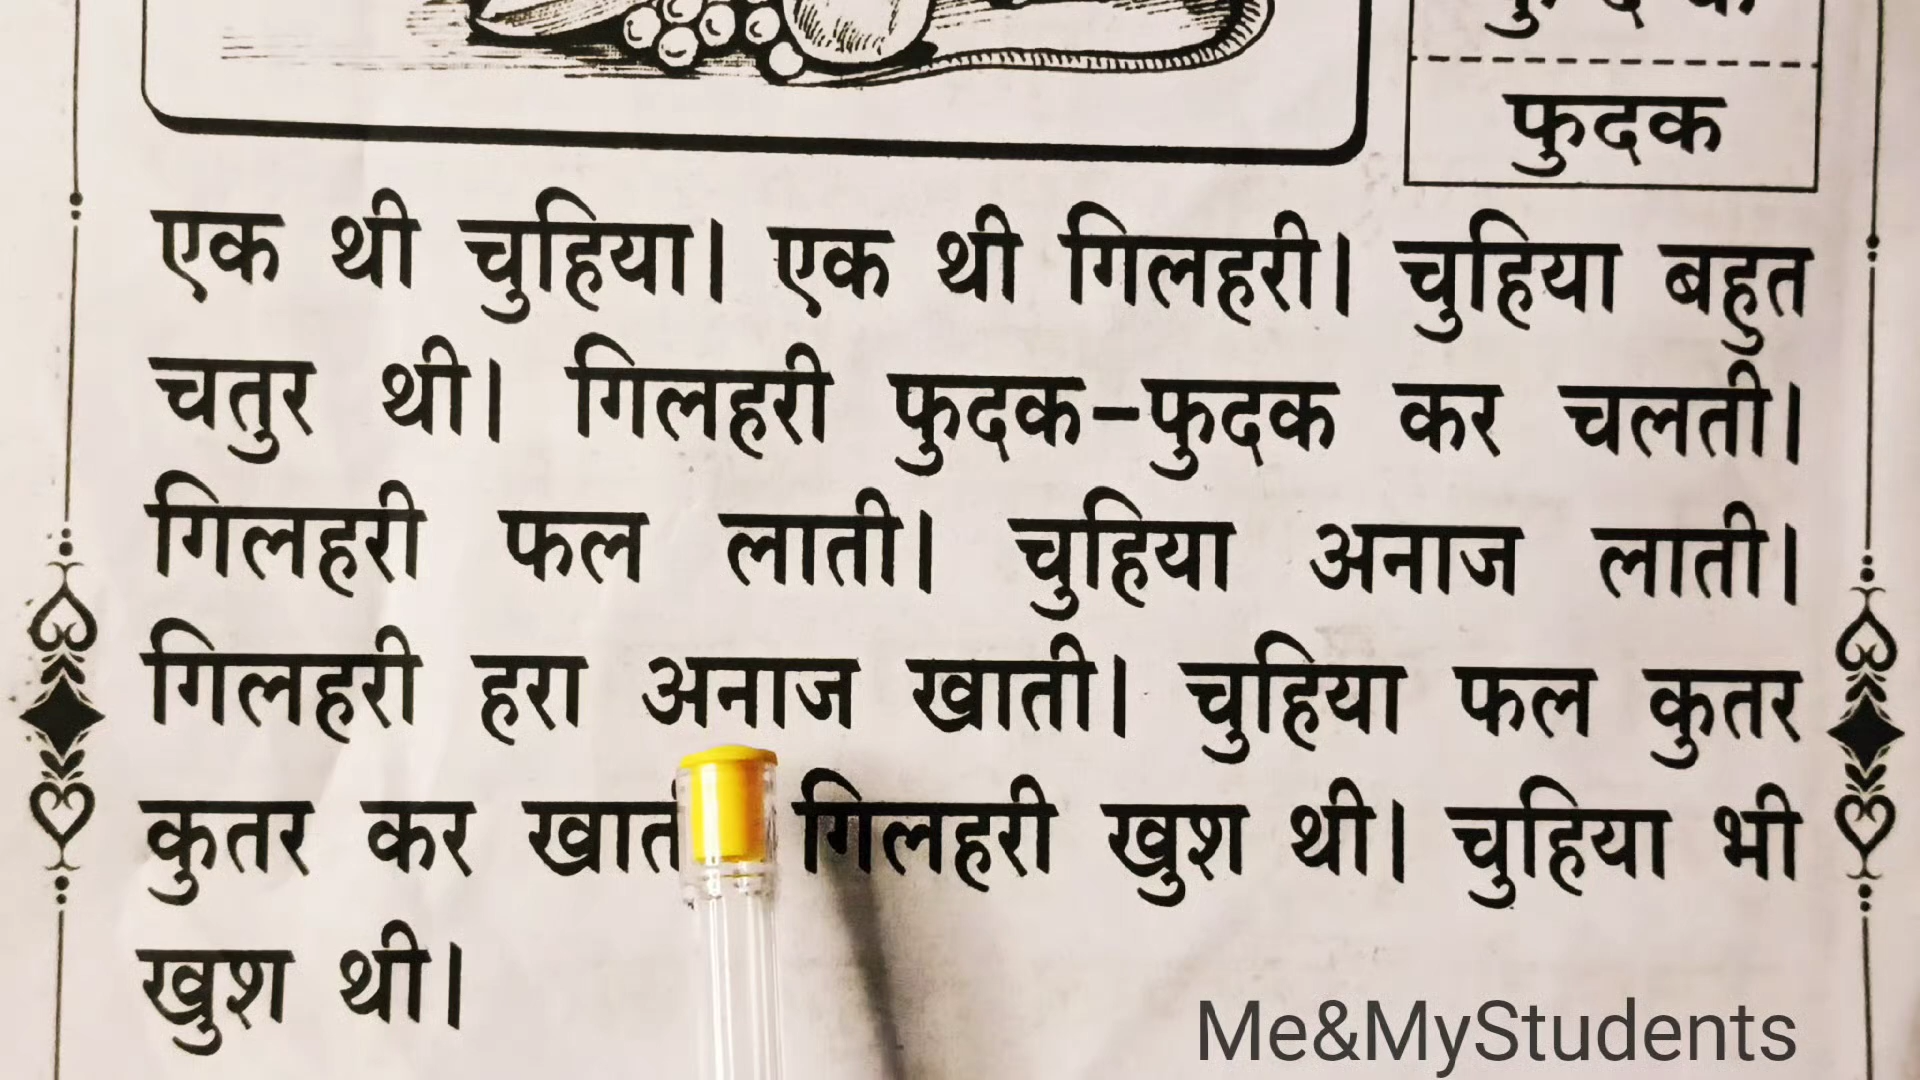 फुदक
एक थी चुहिया। एक थी गिलहरी। चुहिया बहुत
चतुर थी। गिलहरी फुदक-फुदक कर चलती।
गिलहरी फल लाती। चुहिया अनाज लाती।
गिलहरी हरा अनाज खाती। चुहिया फल कुतर
कुतर कर गिलहरी खुश थी। चुहिया भी
खुश थी।
Me&MyStudents